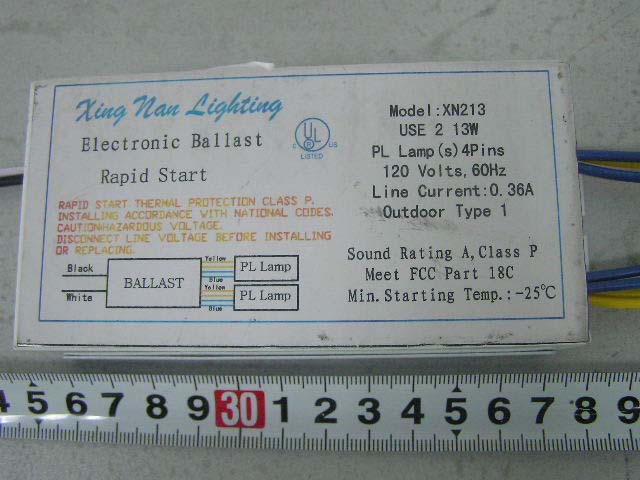 Xing Nan Lighting
Electronic Ballast
Rapid Start
UL
C US
LISTED
Model:XN213
USE 2 13W
PL Lamp(s)4Pins
120 Volts,60Hz
Line Current:0.36A
Outdoor Type 1
RAPID START THERMAL PROTECTION CLASS P.
INSTALLING ACCORDANCE WITH NATIONAL CODES.
CAUTION:HAZARDOUS VOLTAGE.
DISCONNECT LINE VOLTAGE BEFORE INSTALLING
OR REPLACING.
Sound Rating A,Class P
Meet FCC Part 18C
Min.Starting Temp.:-25℃
Black
White
BALLAST
Yellow
Blue
PL Lamp
Yellow
Blue
PL Lamp
4 5 6 7 8 9 30 1 2 3 4 5 6 7 8 9